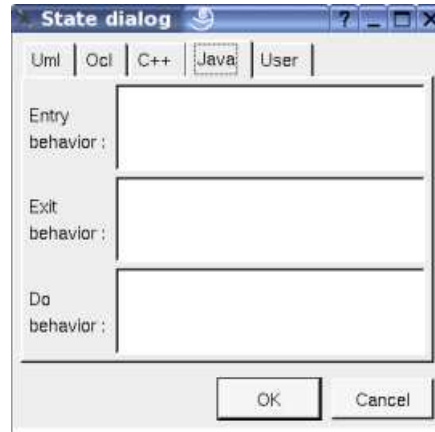 State dialog ?
Uml Ocl C++ Java User
Entry
behavior :
Exit
behavior :
Do
behavior :
OK Cancel